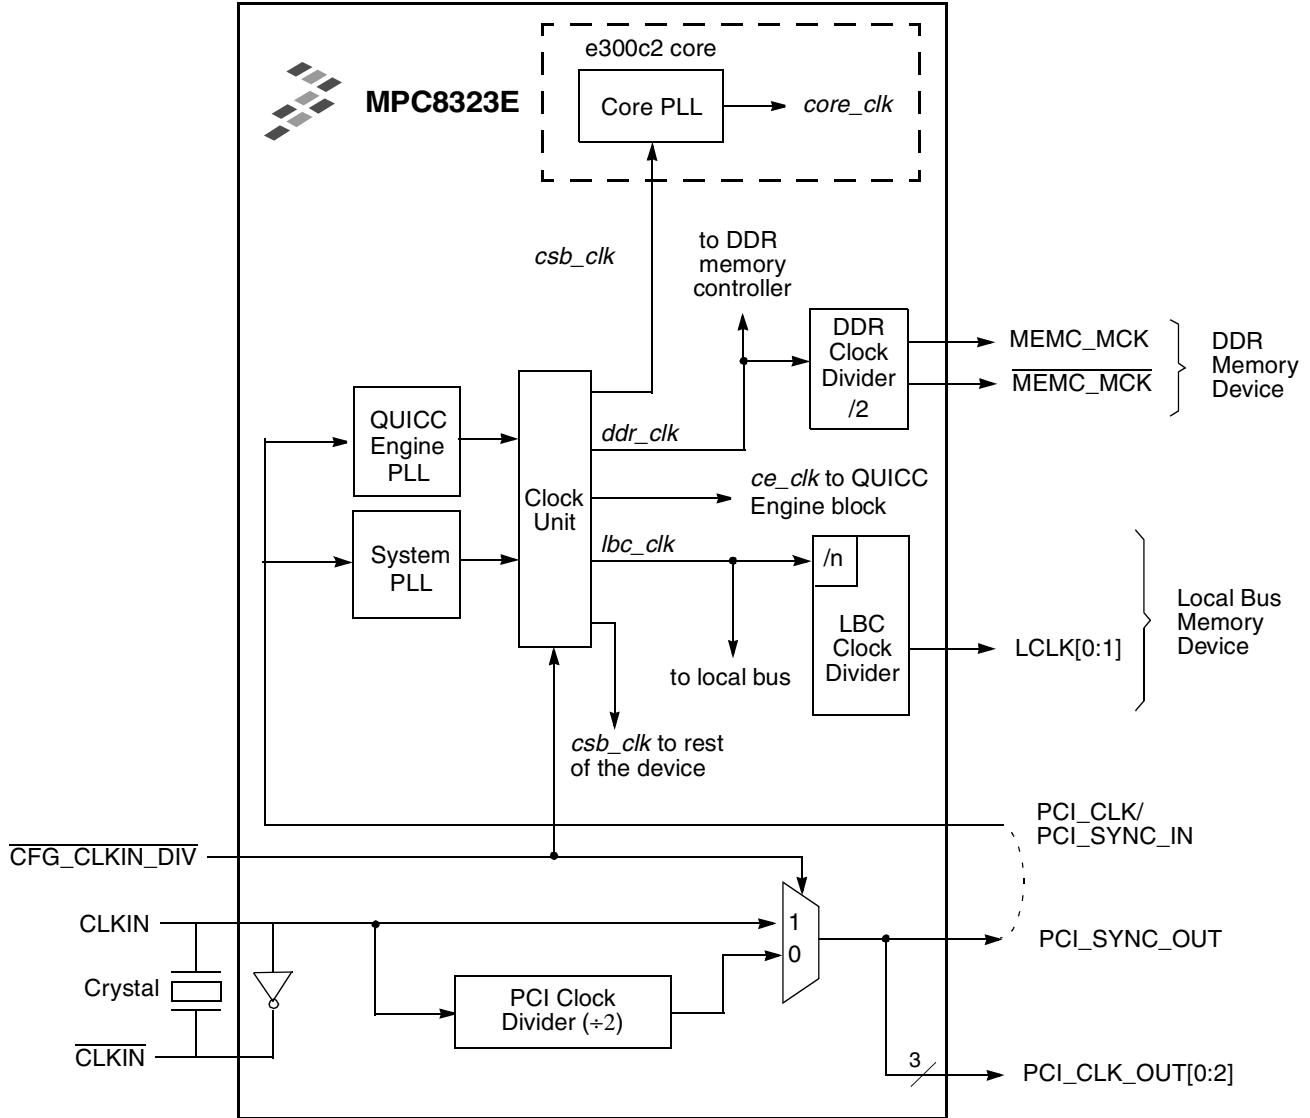 e300c2 core
MPC8323E
Core PLL
core_clk
csb_clk
to DDR
memory
controller
DDR
Clock
Divider
/2
MEMC_MCK
MEMC_MCK
DDR
Memory
Device
QUICC
Engine
PLL
ddr_clk
Clock
Unit
ce_clk to QUICC
Engine block
System
PLL
lbc_clk
/n
LBC
Clock
Divider
LCLK[0:1]
Local Bus
Memory
Device
to local bus
csb_clk to rest
of the device
PCI_CLK/
PCI_SYNC_IN
CFG_CLKIN_DIV
CLKIN
1
0
PCI_SYNC_OUT
Crystal
PCI Clock
Divider (÷2)
CLKIN
3
PCI_CLK_OUT[0:2]